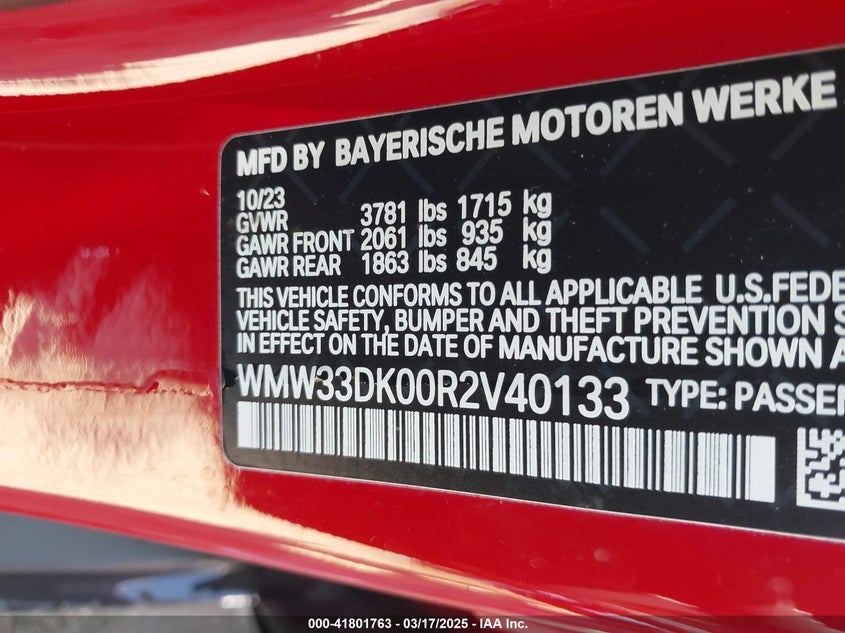 MFD BY BAYERISCHE MOTOREN WERKE
10/23
GVWR 3781 lbs 1715 kg
GAWR FRONT 2061 lbs 935 kg
GAWR REAR 1863 lbs 845 kg
THIS VEHICLE CONFORMS TO ALL APPLICABLE U.S.FEDE
VEHICLE SAFETY, BUMPER AND THEFT PREVENTION S
IN EFFECT ON THE DATE OF MANUFACTURE SHOWN A
WMW33DK00R2V40133 TYPE: PASSEN
000-41801763 — 03/17/2025 — IAA, Inc.